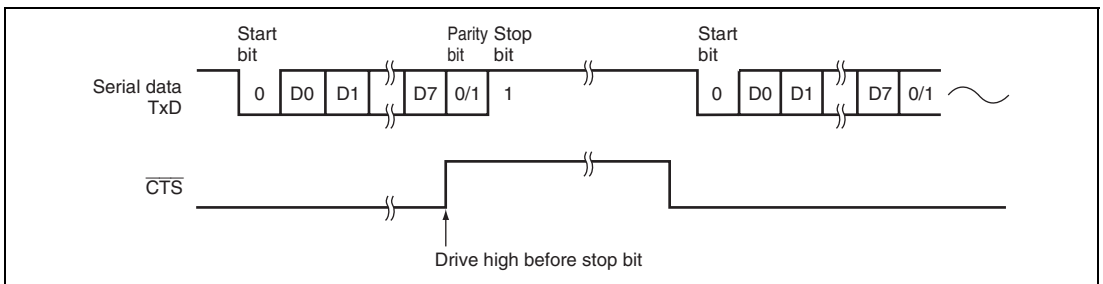 Start
bit
Parity
bit
Stop
bit
Start
bit
Serial data
TxD
0 D0 D1 D7 0/1 1 0 D0 D1 D7 0/1
CTS
Drive high before stop bit